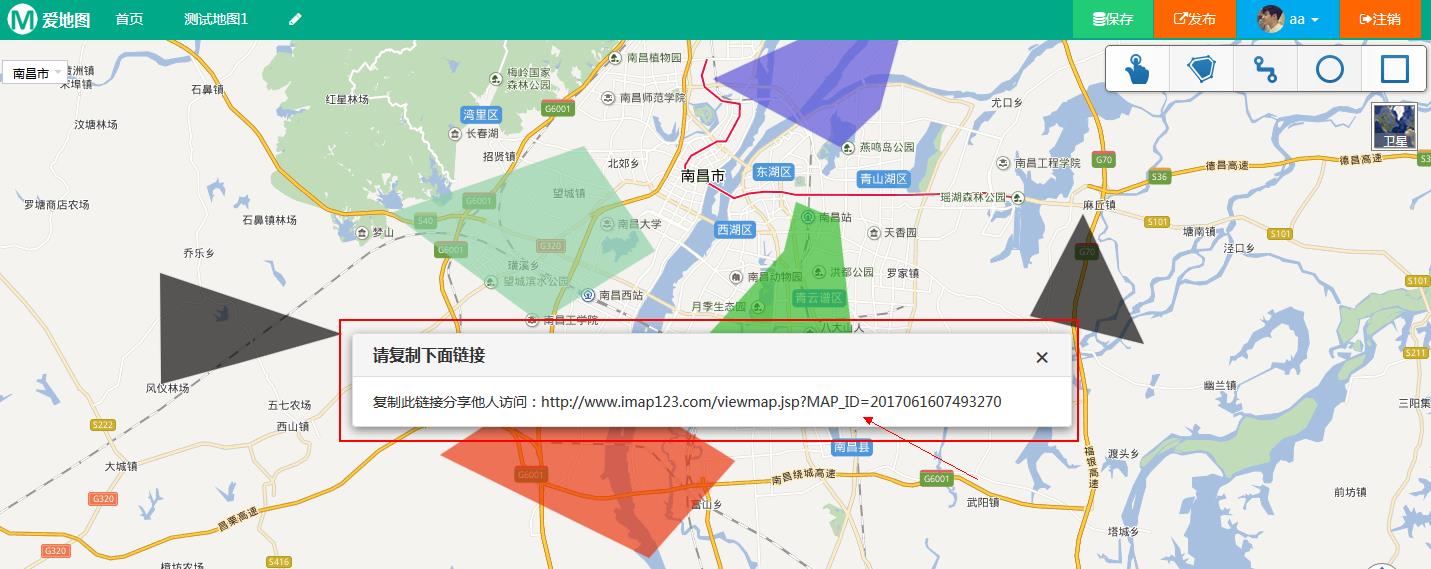 爱地图 首页 测试地图1 保存 发布 aa 注销
南昌市
石鼻镇
红星林场
汶塘林场
梅岭国家
森林公园
南昌植物园
G6001
南昌师范学院
湾里区
长春湖
招贤镇
北郊乡
南昌市
东湖区
青山湖区
燕鸣岛公园
尤口乡
南昌工程学院
G70
S36
德昌高速
德昌高速
卫星
瑶湖森林公园
麻丘镇
S101
塘南镇
S101
泾口乡
罗塘商店农场
石鼻镇林场
梦山
乔乐乡
望城镇
G6001
S40
G6001
G320
南昌大学
璜溪乡
望城滨水公园
南昌西站
南昌工学院
西湖区
南昌站
天香园
南昌动物园
洪都公园
罗家镇
月季生态园
青云谱区
八大山人
G70
S101
S211
请复制下面链接
复制此链接分享他人访问：http://www.imap123.com/viewmap.jsp?MAP_ID=2017061607493270
风仪林场
五七农场
西山镇
S222
大城镇
G320
昌栗高速
G320
S416
樟坊农场
G6001
富山乡
南昌绕城高速
南昌县
G6001
武阳镇
福银高速
渡头乡
塔城乡
幽兰镇
三阳集
前坊镇